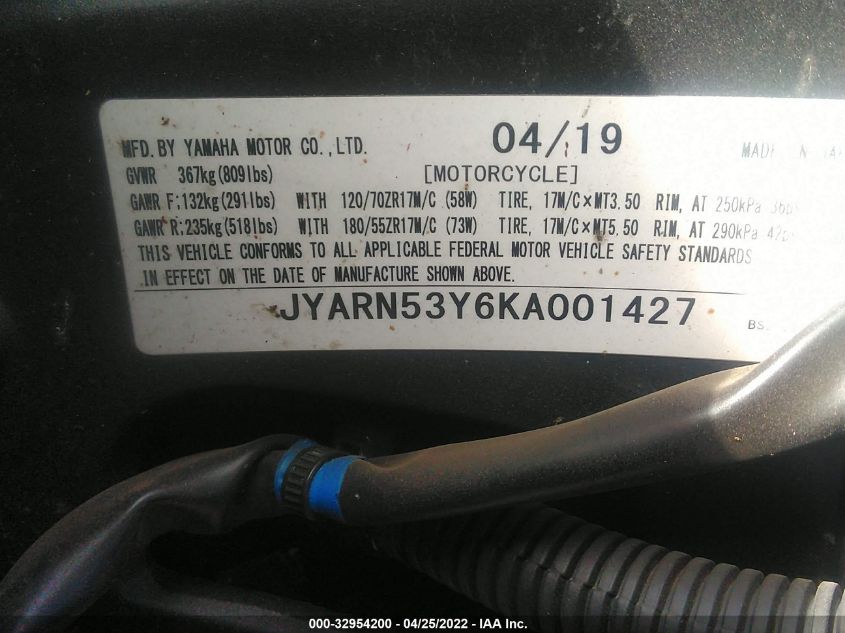 MFD. BY YAMAHA MOTOR CO., LTD. 04/19
GVWR 367kg(809lbs) [MOTORCYCLE]
GAWR F:132kg(291lbs) WITH 120/70ZR17M/C (58W) TIRE, 17M/C×MT3.50 RIM, AT 250kPa
GAWR R:235kg(518lbs) WITH 180/55ZR17M/C (73W) TIRE, 17M/C×MT5.50 RIM, AT 290kPa
THIS VEHICLE CONFORMS TO ALL APPLICABLE FEDERAL MOTOR VEHICLE SAFETY STANDARDS
IN EFFECT ON THE DATE OF MANUFACTURE SHOWN ABOVE.
JYARN53Y6KA001427
000-32954200 / 04/25/2022 - IAA Inc.